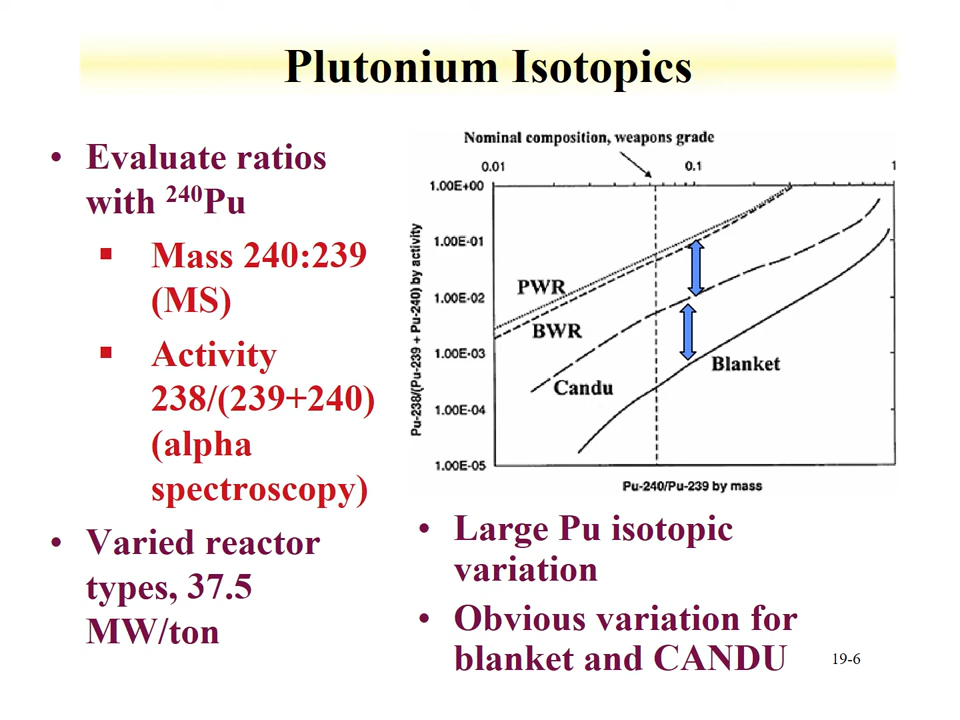 Plutonium Isotopics
• Evaluate ratios
with ²⁴⁰Pu
▪ Mass 240:239
(MS)
▪ Activity
238/(239+240)
(alpha
spectroscopy)
• Varied reactor
types, 37.5
MW/ton
Nominal composition, weapons grade
0.01 0.1 1
1.00E+00
1.00E-01
1.00E-02
1.00E-03
1.00E-04
1.00E-05
Pu-238/(Pu-239 + Pu-240) by activity
PWR
BWR
Candu
Blanket
Pu-240/Pu-239 by mass
• Large Pu isotopic
variation
• Obvious variation for
blanket and CANDU
19-6